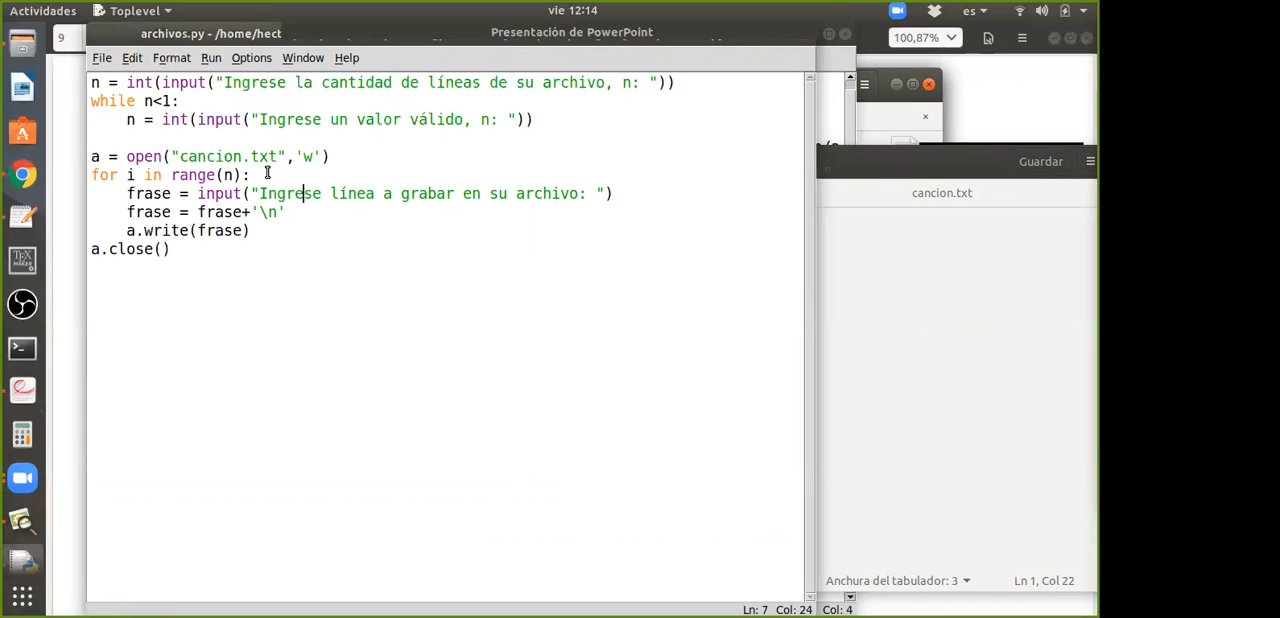 Actividades
Toplevel
vie 12:14
es
9
archivos.py - /home/hect
Presentación de PowerPoint
100,87%
File Edit Format Run Options Window Help
n = int(input("Ingrese la cantidad de líneas de su archivo, n: "))
while n<1:
n = int(input("Ingrese un valor válido, n: "))
a = open("cancion.txt",'w')
for i in range(n):
frase = input("Ingrese línea a grabar en su archivo: ")
frase = frase+'\n'
a.write(frase)
a.close()
Guardar
cancion.txt
Anchura del tabulador: 3
Ln 1, Col 22
Ln: 7 Col: 24
Col: 4